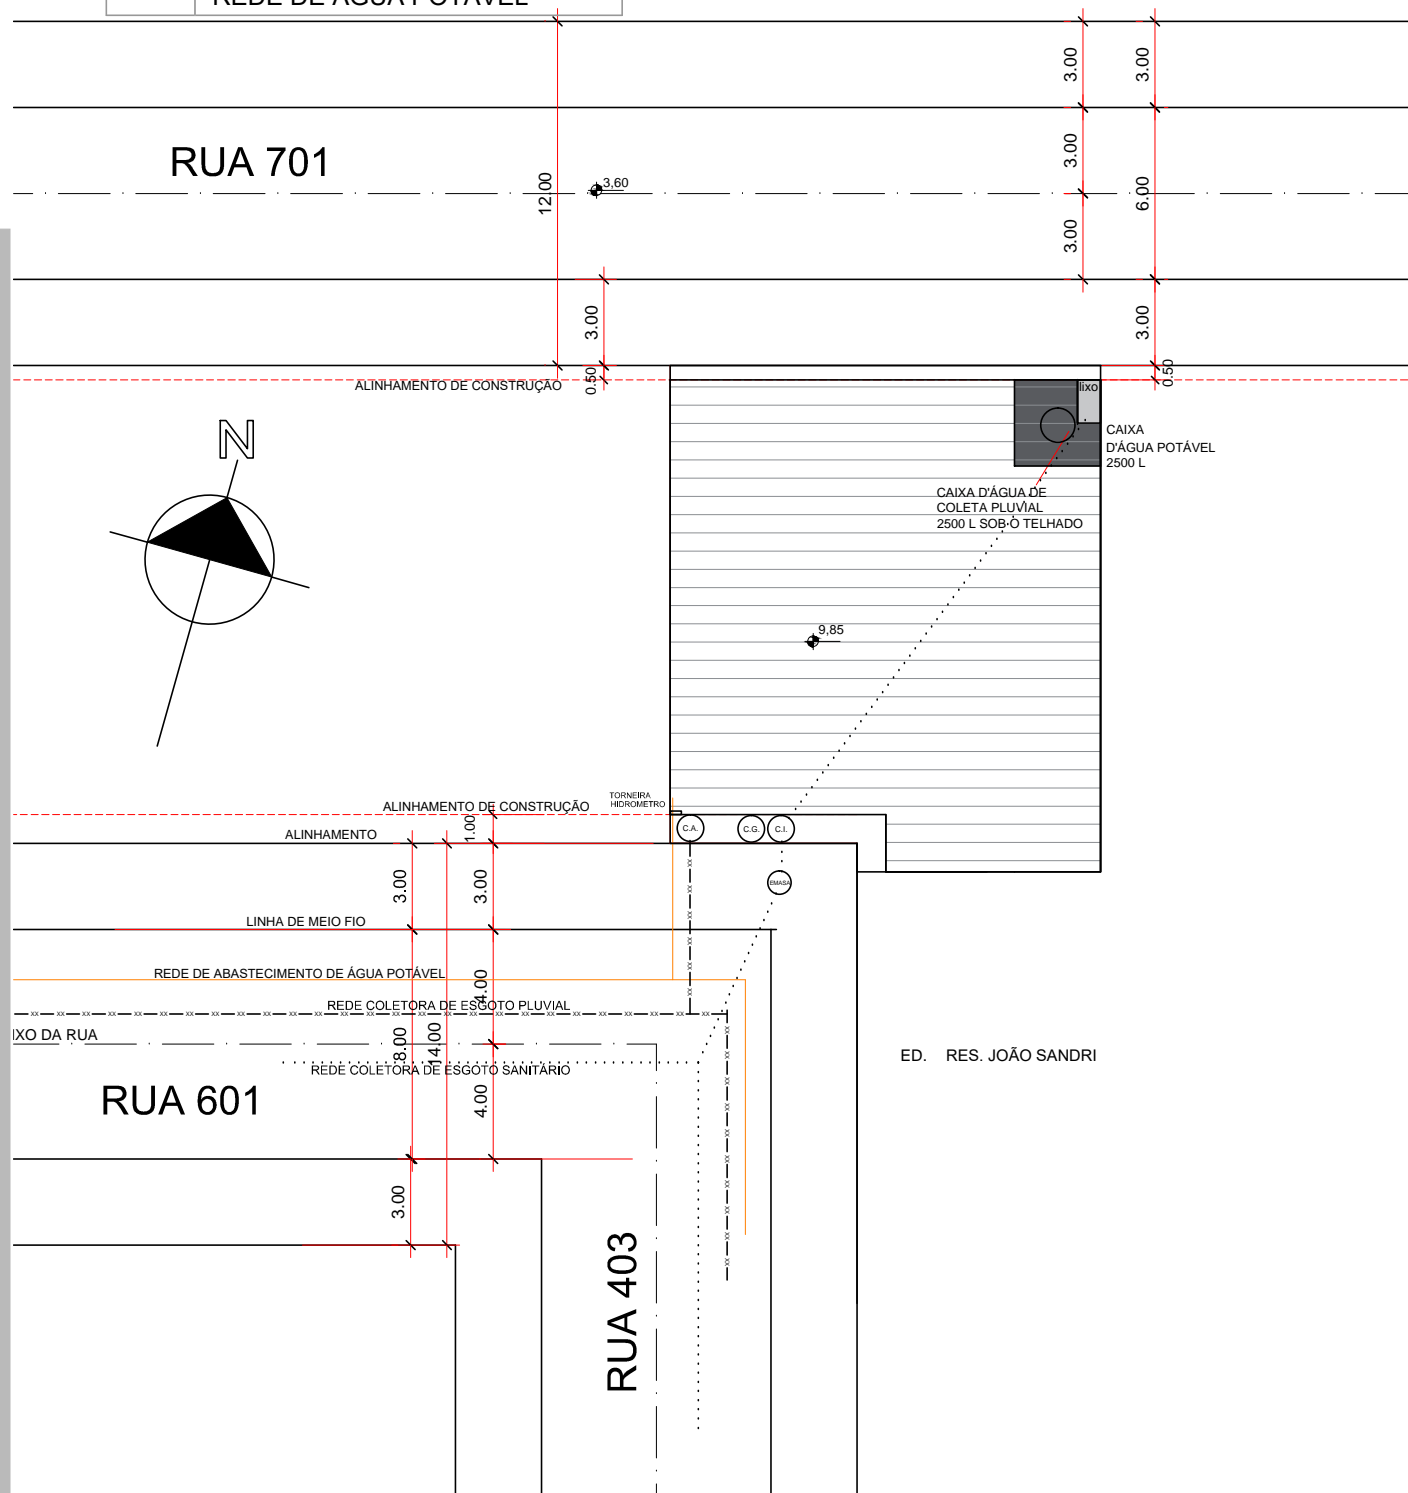 REDE DE ÁGUA POTÁVEL
3.00
3.00
RUA 701
3.00
3,60
12.00
6.00
3.00
3.00
3.00
0.50
0.50
ALINHAMENTO DE CONSTRUÇÃO
lixo
N
CAIXA
D'ÁGUA POTÁVEL
2500 L
CAIXA D'ÁGUA DE
COLETA PLUVIAL
2500 L SOB O TELHADO
9,85
TORNEIRA
HIDROMETRO
ALINHAMENTO DE CONSTRUÇÃO
1.00
C.A.
C.G.
C.I.
ALINHAMENTO
3.00
3.00
EMASA
LINHA DE MEIO FIO
REDE DE ABASTECIMENTO DE ÁGUA POTÁVEL
4.00
REDE COLETORA DE ESGOTO PLUVIAL
IXO DA RUA
8.00
14.00
ED. RES. JOÃO SANDRI
REDE COLETORA DE ESGOTO SANITÁRIO
RUA 601
4.00
3.00
RUA 403